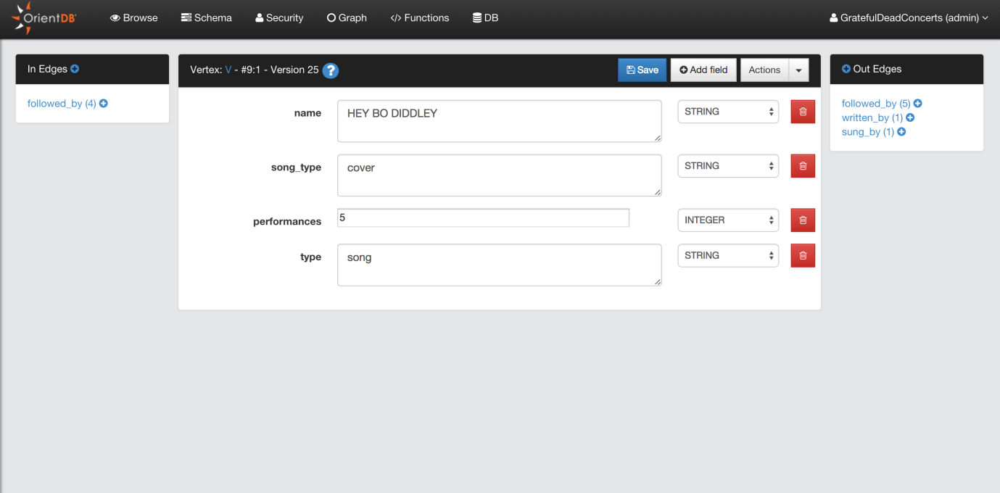 OrientDB Browse Schema Security Graph Functions DB GratefulDeadConcerts (admin)
In Edges
followed_by (4)
Vertex: V - #9:1 - Version 25 ? Save Add field Actions
name HEY BO DIDDLEY STRING
song_type cover STRING
performances 5 INTEGER
type song STRING
Out Edges
followed_by (5)
written_by (1)
sung_by (1)